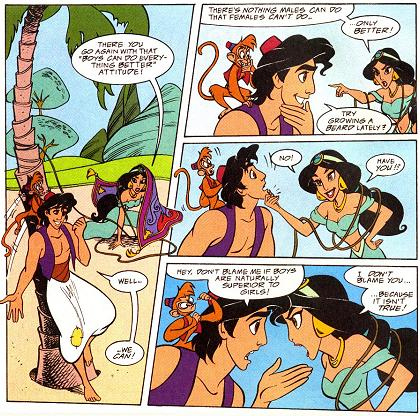 THERE YOU
GO AGAIN WITH THAT
"BOYS CAN DO EVERY-
THING BETTER"
ATTITUDE!
WELL...
...WE
CAN!
THERE'S NOTHING MALES CAN DO
THAT FEMALES CAN'T DO...
...ONLY
BETTER!
TRY
GROWING A
BEARD LATELY?
NO!
HAVE
YOU!?
HEY, DON'T BLAME ME IF BOYS
ARE NATURALLY
SUPERIOR TO
GIRLS!
I DON'T
BLAME YOU...
...BECAUSE
IT ISN'T
TRUE!